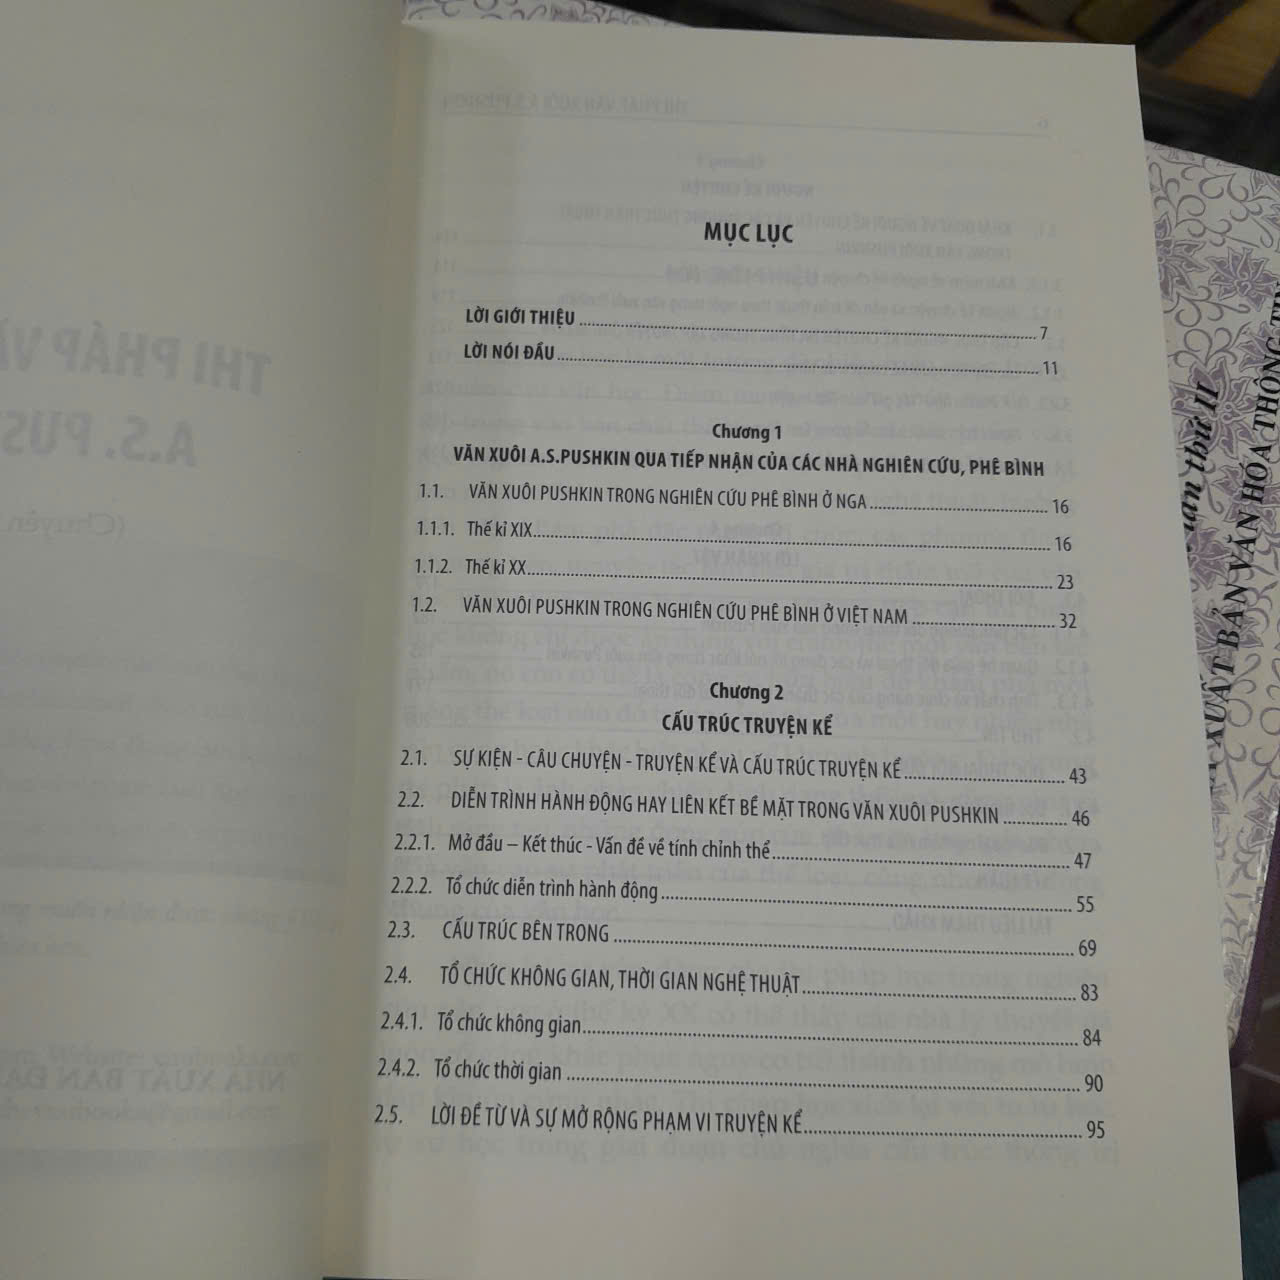 MỤC LỤC
LỜI GIỚI THIỆU ........ 7
LỜI NÓI ĐẦU ........ 11
Chương 1
VĂN XUÔI A.S.PUSHKIN QUA TIẾP NHẬN CỦA CÁC NHÀ NGHIÊN CỨU, PHÊ BÌNH
1.1. VĂN XUÔI PUSHKIN TRONG NGHIÊN CỨU PHÊ BÌNH Ở NGA ........ 16
1.1.1. Thế kỉ XIX ........ 16
1.1.2. Thế kỉ XX ........ 23
1.2. VĂN XUÔI PUSHKIN TRONG NGHIÊN CỨU PHÊ BÌNH Ở VIỆT NAM ........ 32
Chương 2
CẤU TRÚC TRUYỆN KỂ
2.1. SỰ KIỆN - CÂU CHUYỆN - TRUYỆN KỂ VÀ CẤU TRÚC TRUYỆN KỂ ........ 43
2.2. DIỄN TRÌNH HÀNH ĐỘNG HAY LIÊN KẾT BỀ MẶT TRONG VĂN XUÔI PUSHKIN ........ 46
2.2.1. Mở đầu – Kết thúc - Vấn đề về tính chỉnh thể ........ 47
2.2.2. Tổ chức diễn trình hành động ........ 55
2.3. CẤU TRÚC BÊN TRONG ........ 69
2.4. TỔ CHỨC KHÔNG GIAN, THỜI GIAN NGHỆ THUẬT ........ 83
2.4.1. Tổ chức không gian ........ 84
2.4.2. Tổ chức thời gian ........ 90
2.5. LỜI ĐỀ TỪ VÀ SỰ MỞ RỘNG PHẠM VI TRUYỆN KỂ ........ 95
thứ II
XUẤT BẢN VĂN HÓA THÔNG